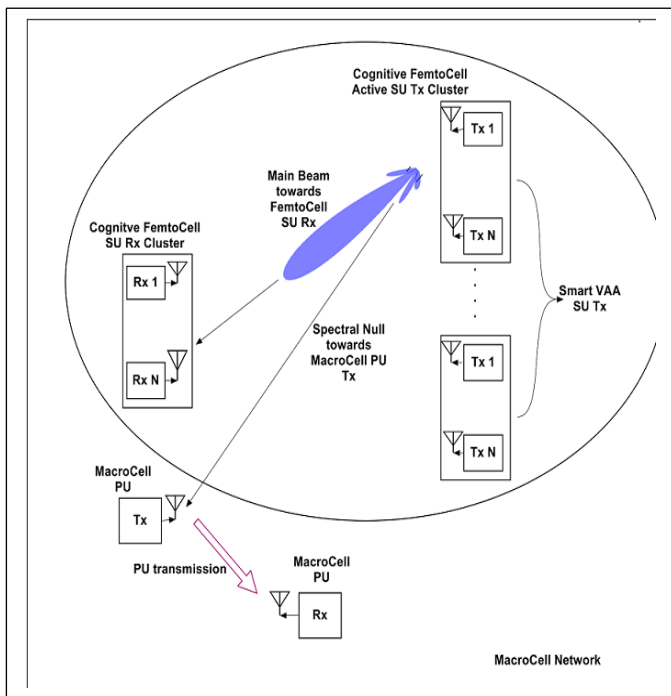 Cognitive FemtoCell
Active SU Tx Cluster
Tx 1
Tx N
Main Beam
towards
FemtoCell
SU Rx
Cognitve FemtoCell
SU Rx Cluster
Rx 1
Rx N
Smart VAA
SU Tx
Spectral Null
towards
MacroCell PU
Tx
Tx 1
Tx N
MacroCell
PU
Tx
PU transmission
MacroCell
PU
Rx
MacroCell Network